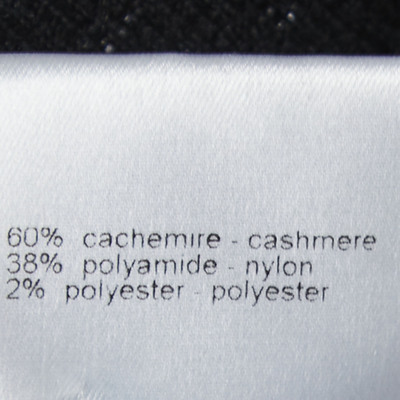 60% cachemire - cashmere
38% polyamide - nylon
2% polyester - polyester